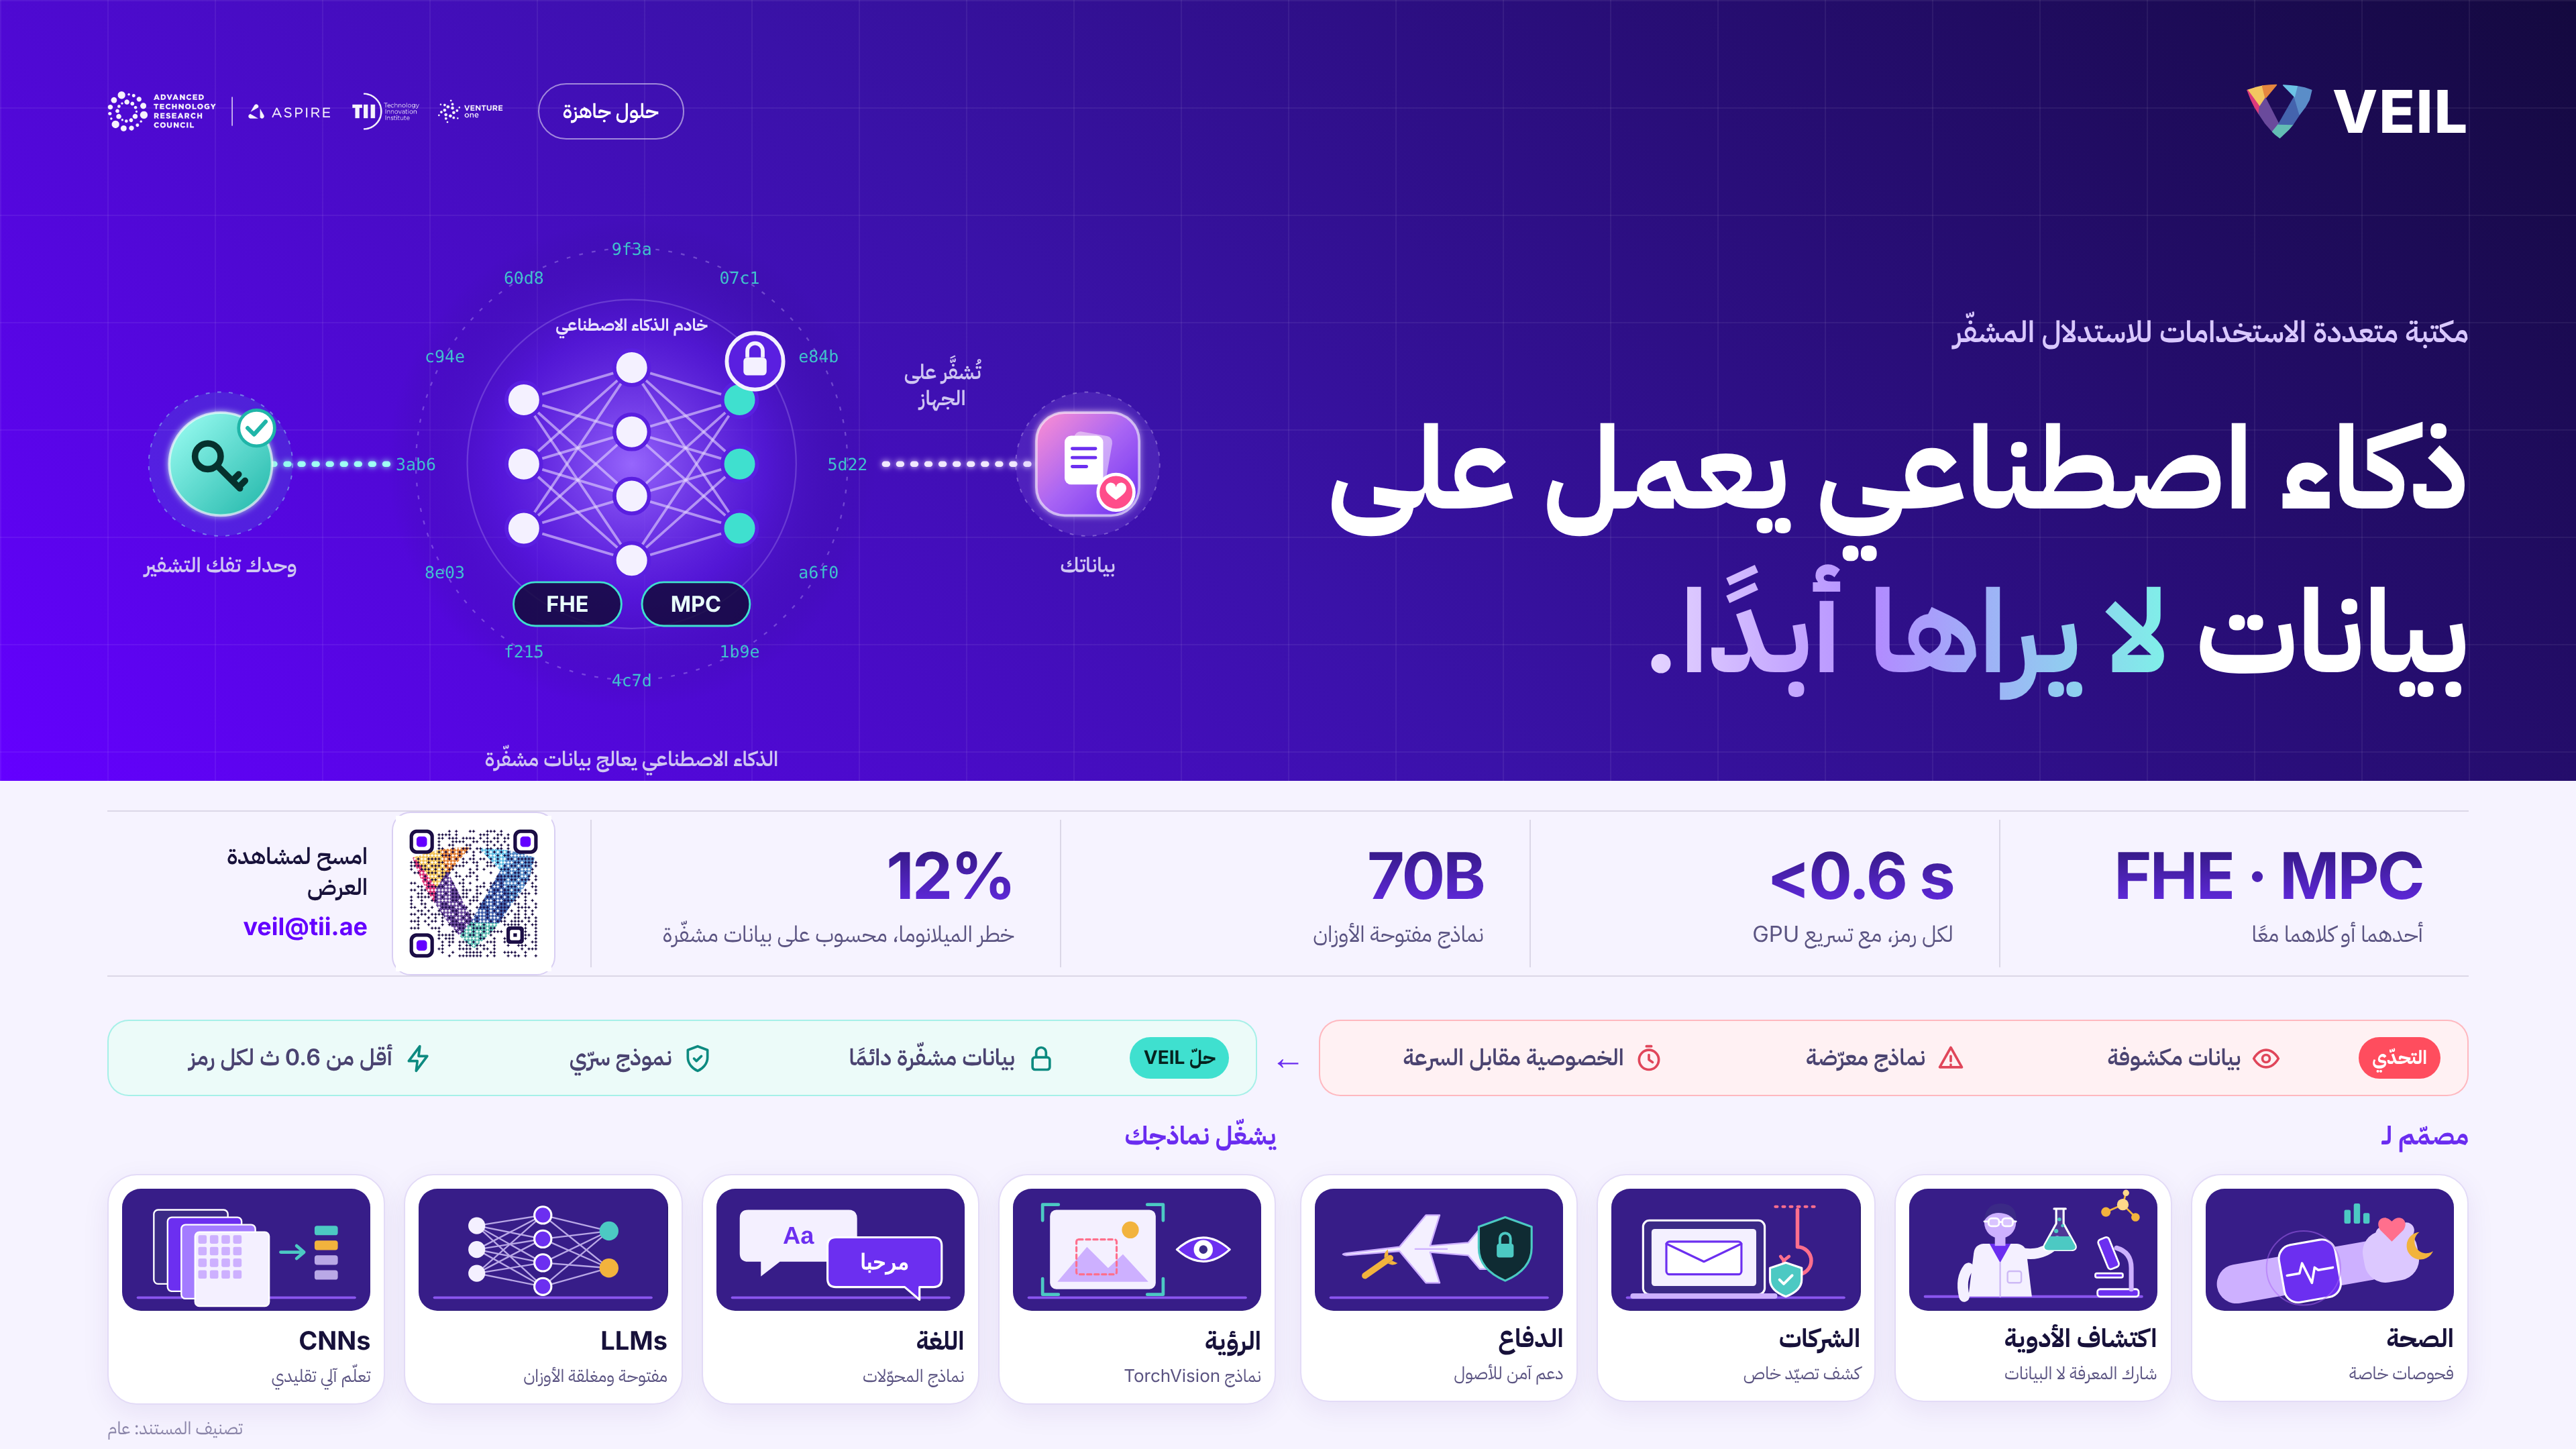 VEIL
حلول جاهزة
VENTURE
one
TII
Technology
Innovation
Institute
ASPIRE
ADVANCED
TECHNOLOGY
RESEARCH
COUNCIL
مكتبة متعددة الاستخدامات للاستدلال المشفّر
ذكاء اصطناعي يعمل على
بيانات لا يراها أبدًا.
بياناتك
تُشفَّر على
الجهاز
خادم الذكاء الاصطناعي
9f3a
07c1
e84b
5d22
a6f0
1b9e
4c7d
f215
8e03
3ab6
c94e
60d8
FHE
MPC
وحدك تفك التشفير
الذكاء الاصطناعي يعالج بيانات مشفّرة
FHE · MPC
أحدهما أو كلاهما معًا
<0.6 s
لكل رمز، مع تسريع GPU
70B
نماذج مفتوحة الأوزان
12%
خطر الميلانوما، محسوب على بيانات مشفّرة
امسح لمشاهدة
العرض
veil@tii.ae
التحدّي
بيانات مكشوفة
نماذج معرّضة
الخصوصية مقابل السرعة
←
حلّ VEIL
بيانات مشفّرة دائمًا
نموذج سرّي
أقل من 0.6 ث لكل رمز
مصمّم لـ
الصحة
فحوصات خاصة
اكتشاف الأدوية
شارك المعرفة لا البيانات
الشركات
كشف تصيّد خاص
الدفاع
دعم آمن للأصول
يشغّل نماذجك
الرؤية
نماذج TorchVision
Aa
مرحبا
اللغة
نماذج المحوّلات
LLMs
مفتوحة ومغلقة الأوزان
CNNs
تعلّم آلي تقليدي
تصنيف المستند: عام